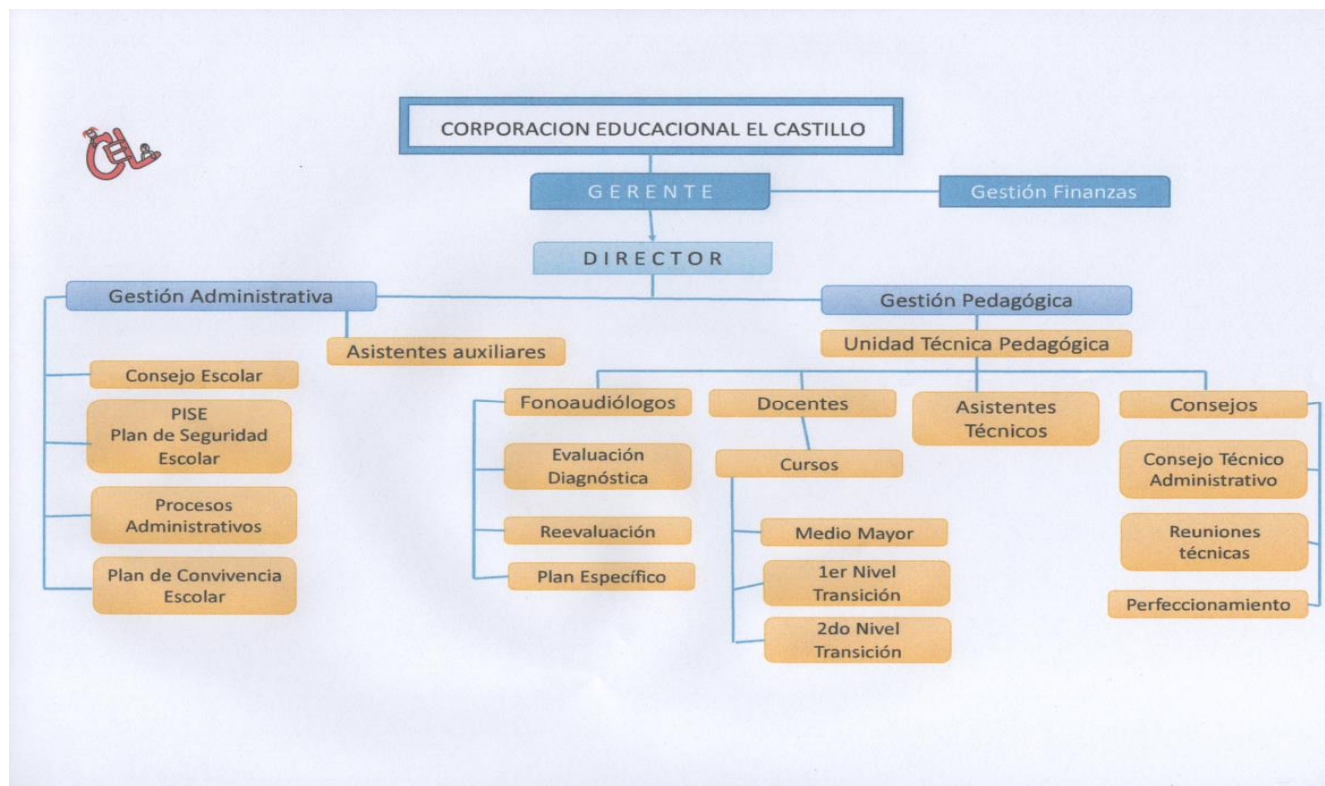 CEL
CORPORACION EDUCACIONAL EL CASTILLO
GERENTE
Gestión Finanzas
DIRECTOR
Gestión Administrativa
Gestión Pedagógica
Asistentes auxiliares
Unidad Técnica Pedagógica
Consejo Escolar
PISE
Plan de Seguridad
Escolar
Procesos
Administrativos
Plan de Convivencia
Escolar
Fonoaudiólogos
Evaluación
Diagnóstica
Reevaluación
Plan Específico
Docentes
Cursos
Medio Mayor
1er Nivel
Transición
2do Nivel
Transición
Asistentes
Técnicos
Consejos
Consejo Técnico
Administrativo
Reuniones
técnicas
Perfeccionamiento